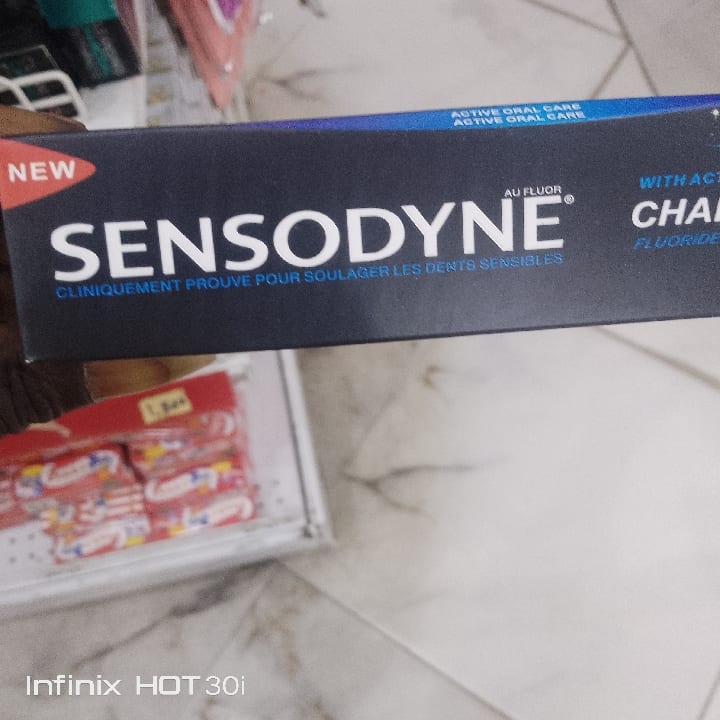 ACTIVE ORAL CARE
ACTIVE ORAL CARE
NEW
AU FLUOR
SENSODYNE®
CLINIQUEMENT PROUVE POUR SOULAGER LES DENTS SENSIBLES
WITH ACT
CHAR
FLUORIDE
Infinix HOT 30i